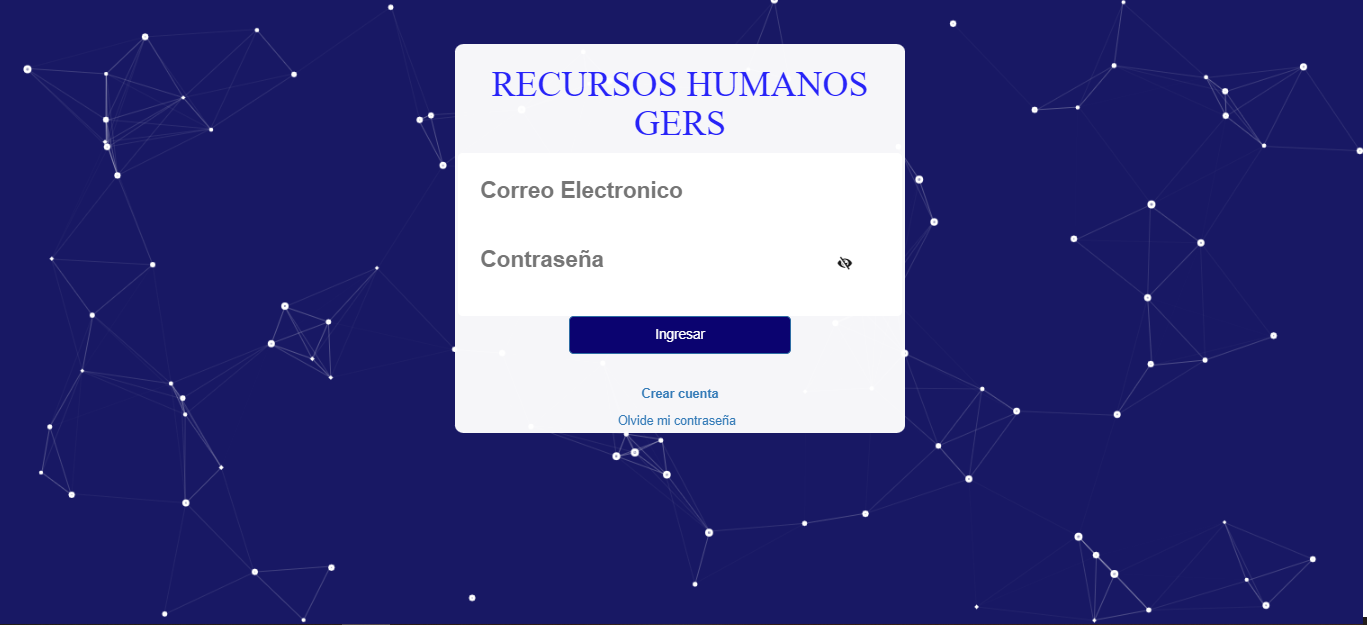 RECURSOS HUMANOS
GERS
Correo Electronico
Contraseña
Ingresar
Crear cuenta
Olvide mi contraseña